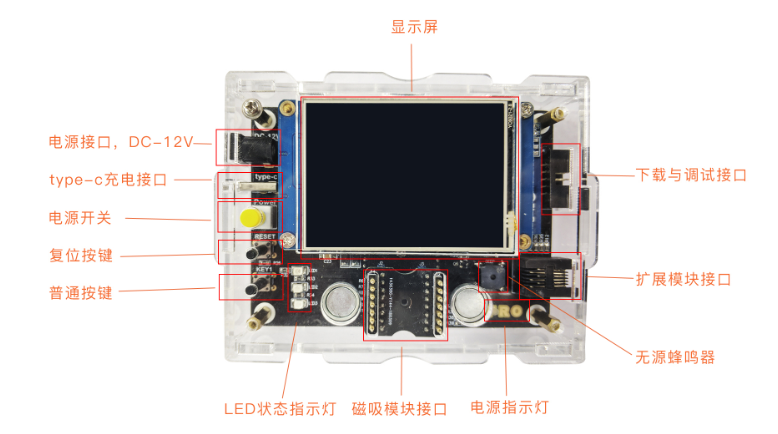 显示屏
电源接口，DC-12V
type-c充电接口
电源开关
复位按键
普通按键
下载与调试接口
扩展模块接口
无源蜂鸣器
LED状态指示灯
磁吸模块接口
电源指示灯
DC-12V
type-c
Power
RESET
KEY1